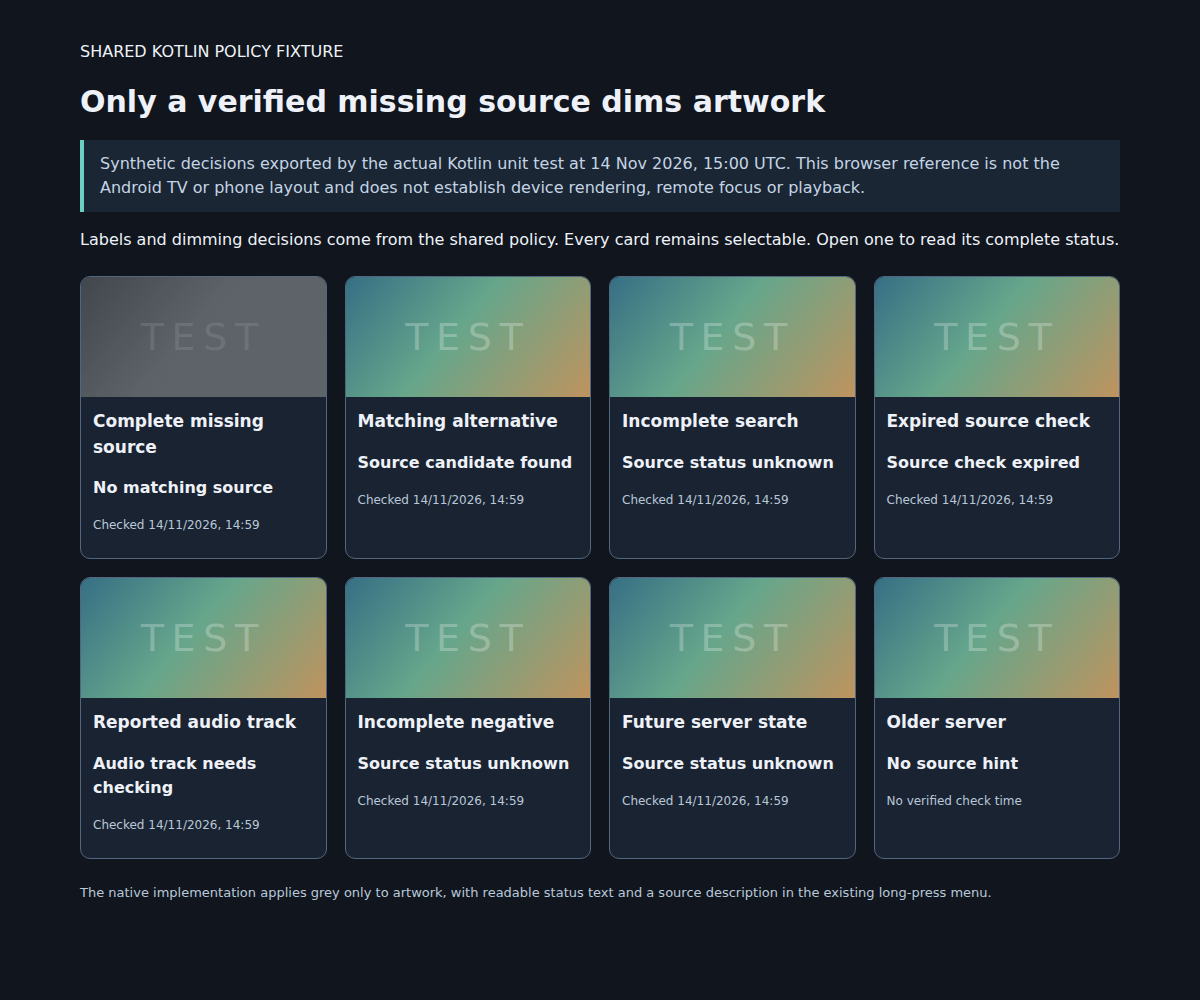 SHARED KOTLIN POLICY FIXTURE
Only a verified missing source dims artwork
Synthetic decisions exported by the actual Kotlin unit test at 14 Nov 2026, 15:00 UTC. This browser reference is not the
Android TV or phone layout and does not establish device rendering, remote focus or playback.
Labels and dimming decisions come from the shared policy. Every card remains selectable. Open one to read its complete status.
TEST
Complete missing
source
No matching source
Checked 14/11/2026, 14:59
TEST
Matching alternative
Source candidate found
Checked 14/11/2026, 14:59
TEST
Incomplete search
Source status unknown
Checked 14/11/2026, 14:59
TEST
Expired source check
Source check expired
Checked 14/11/2026, 14:59
TEST
Reported audio track
Audio track needs
checking
Checked 14/11/2026, 14:59
TEST
Incomplete negative
Source status unknown
Checked 14/11/2026, 14:59
TEST
Future server state
Source status unknown
Checked 14/11/2026, 14:59
TEST
Older server
No source hint
No verified check time
The native implementation applies grey only to artwork, with readable status text and a source description in the existing long-press menu.